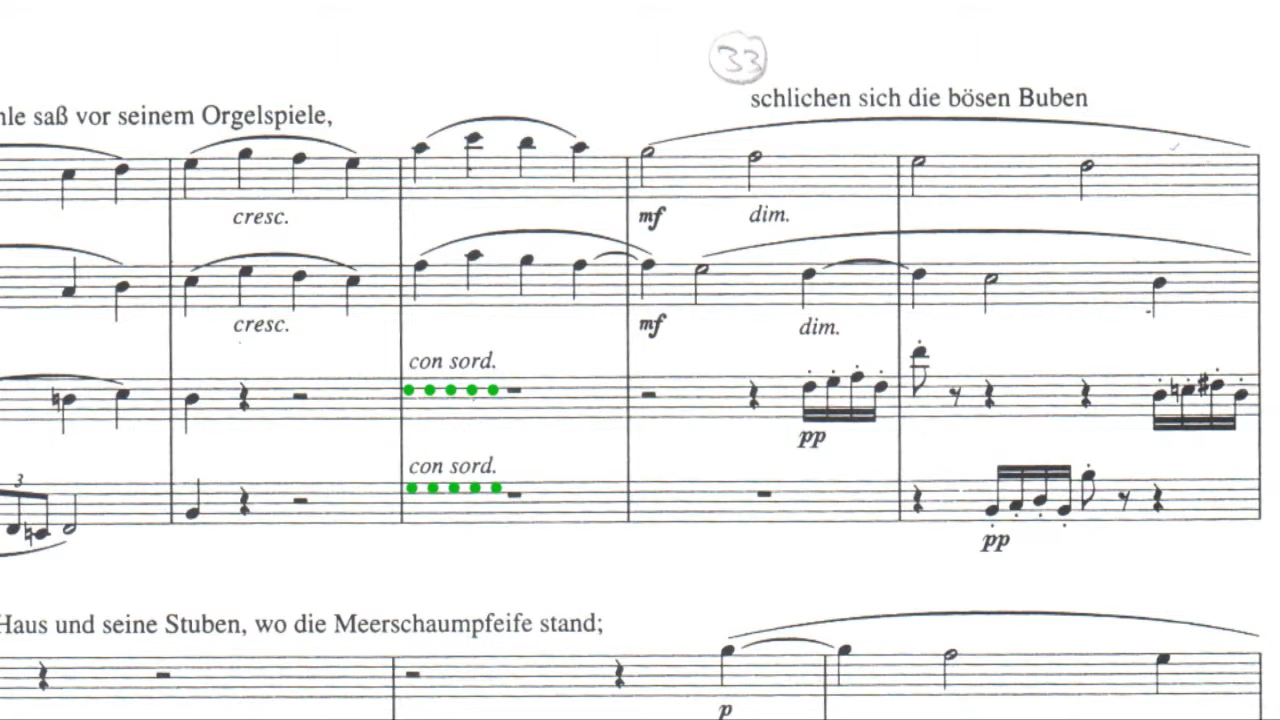 33
schlichen sich die bösen Buben
saß vor seinem Orgelspiele,
cresc.
mf
dim.
cresc.
mf
dim.
con sord.
pp
con sord.
3
pp
Haus und seine Stuben, wo die Meerschaumpfeife stand;
p